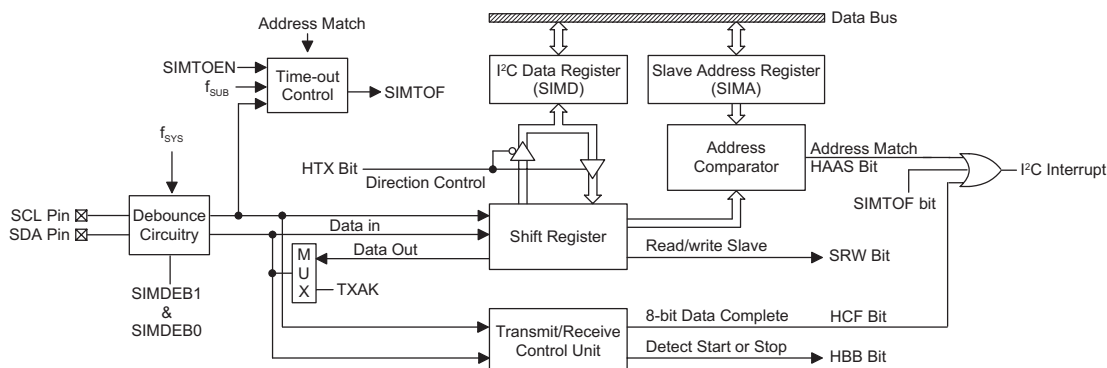 Data Bus
Address Match
SIMTOEN
fSUB
Time-out
Control
SIMTOF
I²C Data Register
(SIMD)
Slave Address Register
(SIMA)
fSYS
HTX Bit
Direction Control
Address
Comparator
Address Match
HAAS Bit
SIMTOF bit
I²C Interrupt
SCL Pin
SDA Pin
Debounce
Circuitry
Data in
Shift Register
Data Out
M
U
X
TXAK
Read/write Slave
SRW Bit
SIMDEB1
&
SIMDEB0
Transmit/Receive
Control Unit
8-bit Data Complete
HCF Bit
Detect Start or Stop
HBB Bit